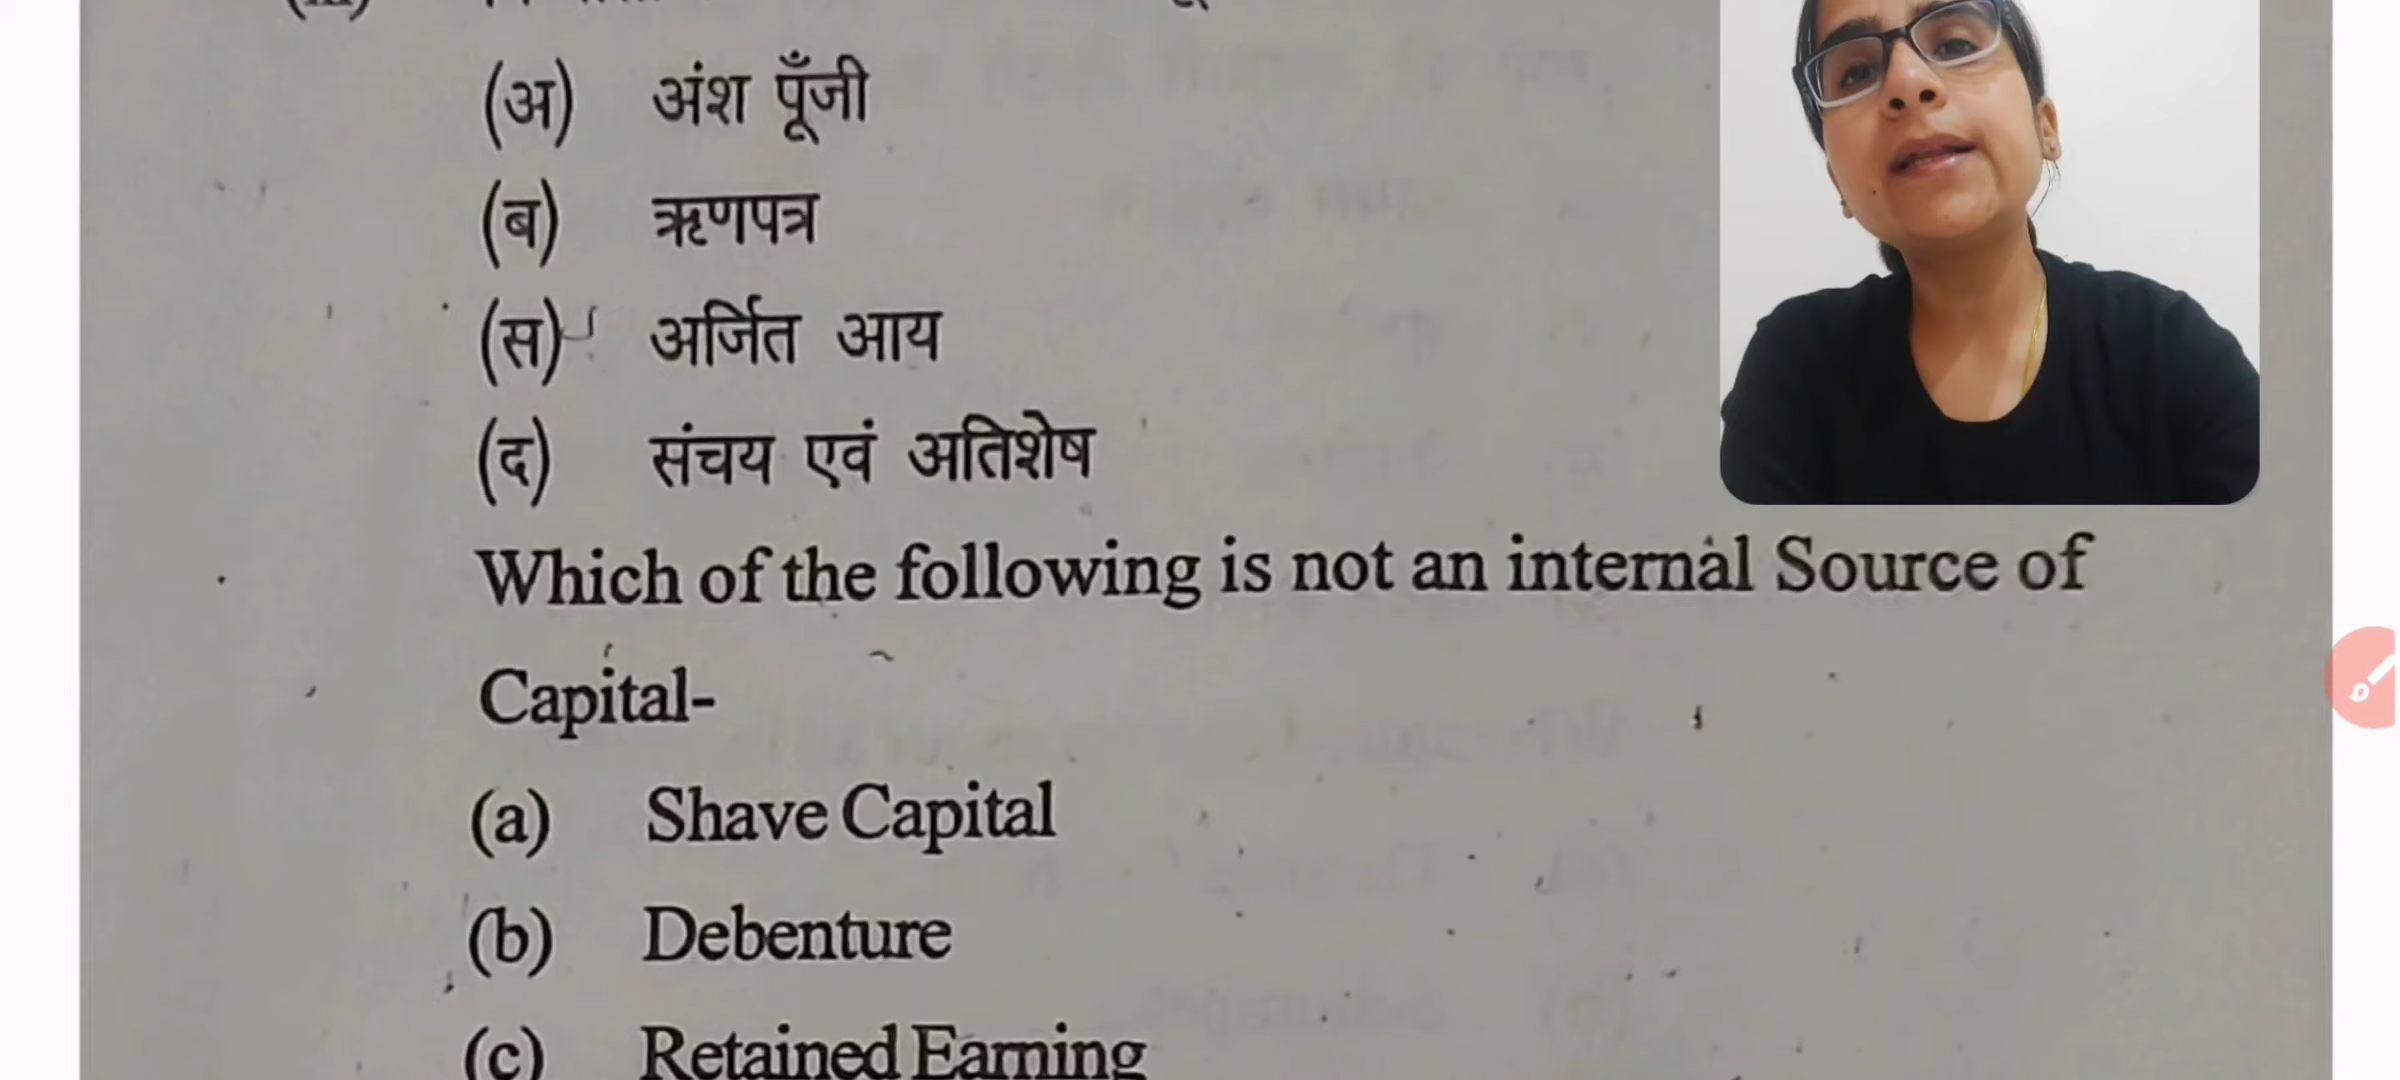 (अ) अंश पूँजी
(ब) ऋणपत्र
(स) अर्जित आय
(द) संचय एवं अतिशेष
Which of the following is not an internal Source of
Capital-
(a) Shave Capital
(b) Debenture
(c) Retained Earning